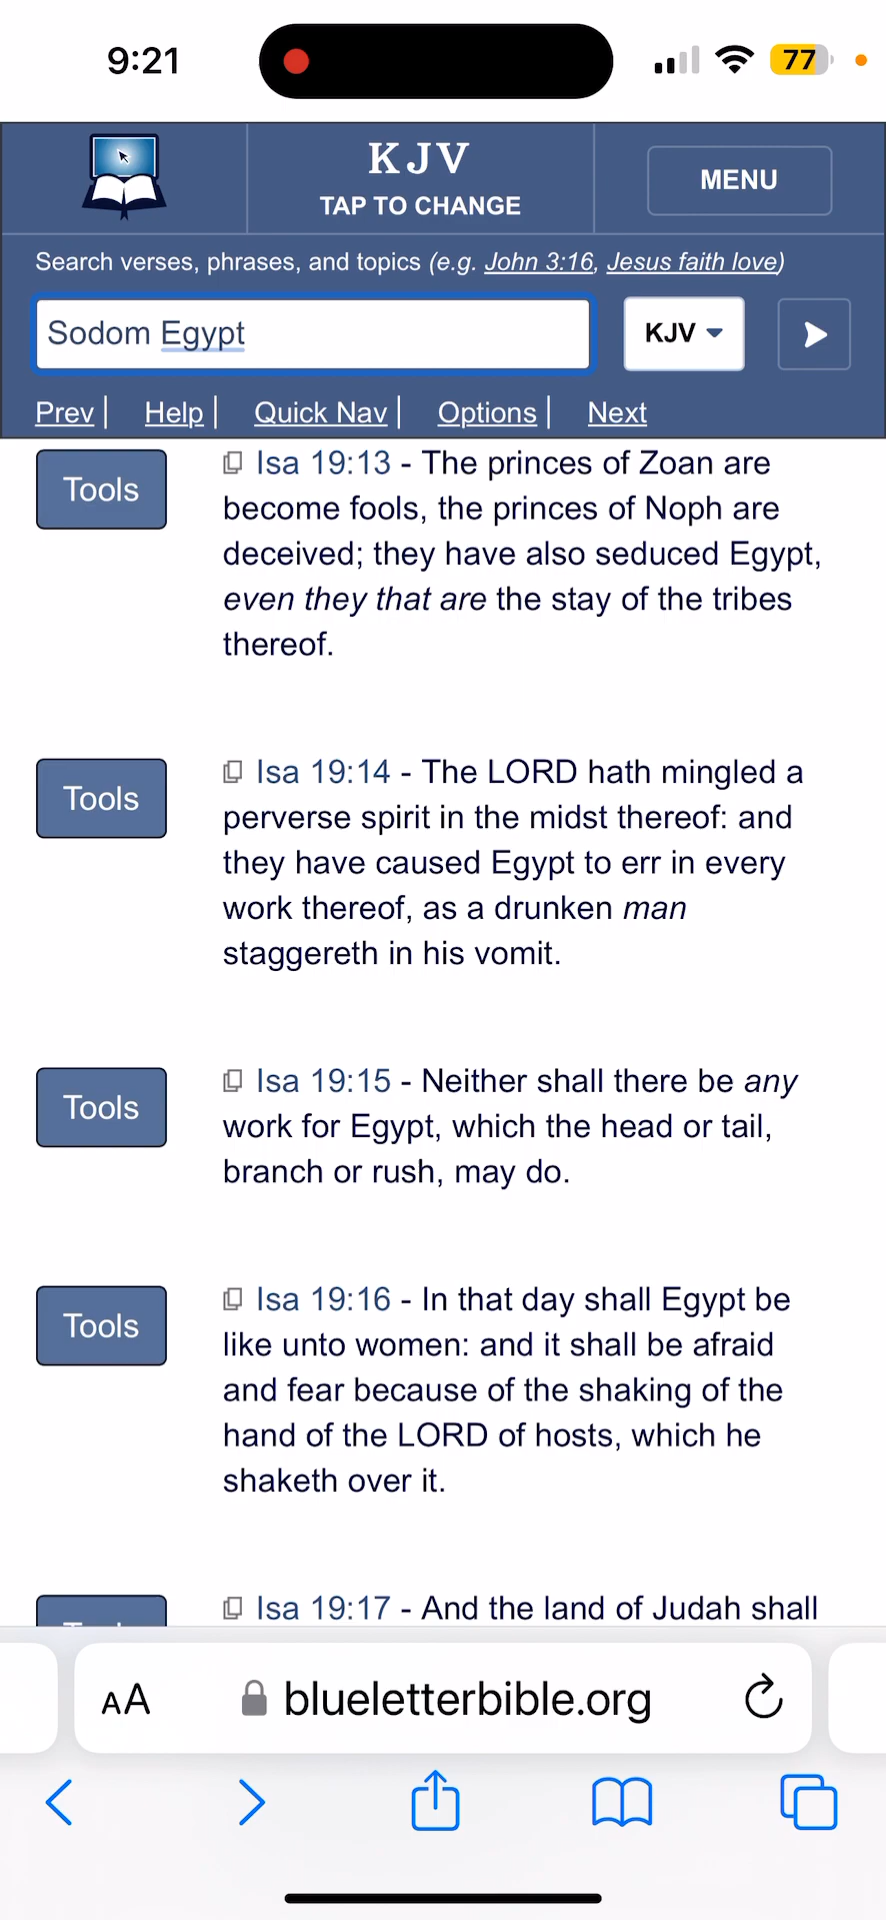 9:21
77
KJV
TAP TO CHANGE
MENU
Search verses, phrases, and topics (e.g. John 3:16, Jesus faith love)
Sodom Egypt
KJV
Prev | Help | Quick Nav | Options | Next
Tools
Isa 19:13 - The princes of Zoan are
become fools, the princes of Noph are
deceived; they have also seduced Egypt,
even they that are the stay of the tribes
thereof.
Tools
Isa 19:14 - The LORD hath mingled a
perverse spirit in the midst thereof: and
they have caused Egypt to err in every
work thereof, as a drunken man
staggereth in his vomit.
Tools
Isa 19:15 - Neither shall there be any
work for Egypt, which the head or tail,
branch or rush, may do.
Tools
Isa 19:16 - In that day shall Egypt be
like unto women: and it shall be afraid
and fear because of the shaking of the
hand of the LORD of hosts, which he
shaketh over it.
Isa 19:17 - And the land of Judah shall
AA
blueletterbible.org